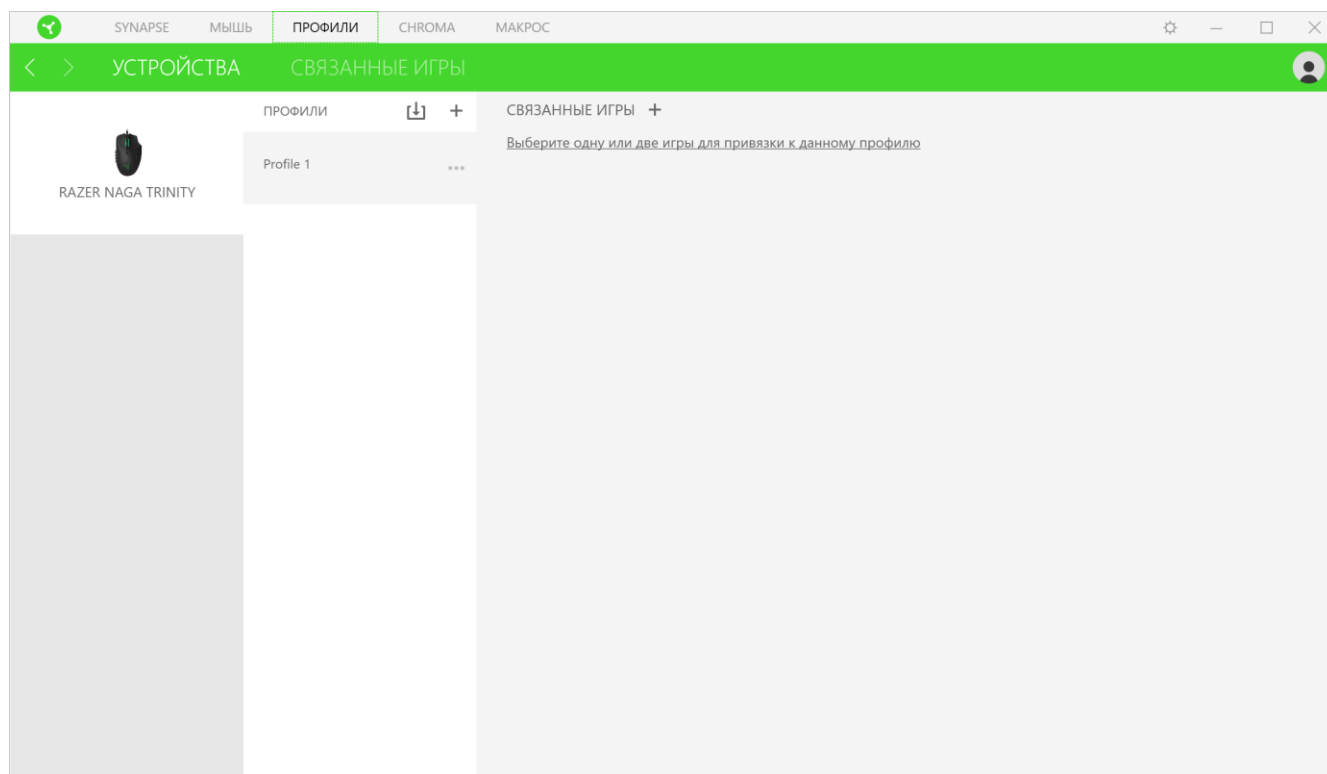 SYNAPSE МЫШЬ ПРОФИЛИ CHROMA МАКРОС
УСТРОЙСТВА СВЯЗАННЫЕ ИГРЫ
RAZER NAGA TRINITY
ПРОФИЛИ
Profile 1
СВЯЗАННЫЕ ИГРЫ
Выберите одну или две игры для привязки к данному профилю